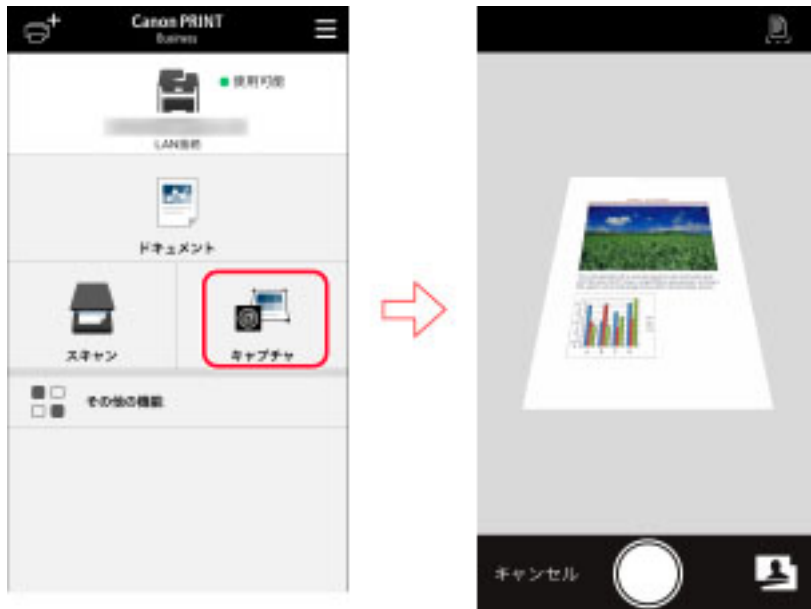 Canon PRINT
Business
使用可能
LAN接続
ドキュメント
スキャン
キャプチャ
その他の機能
キャンセル